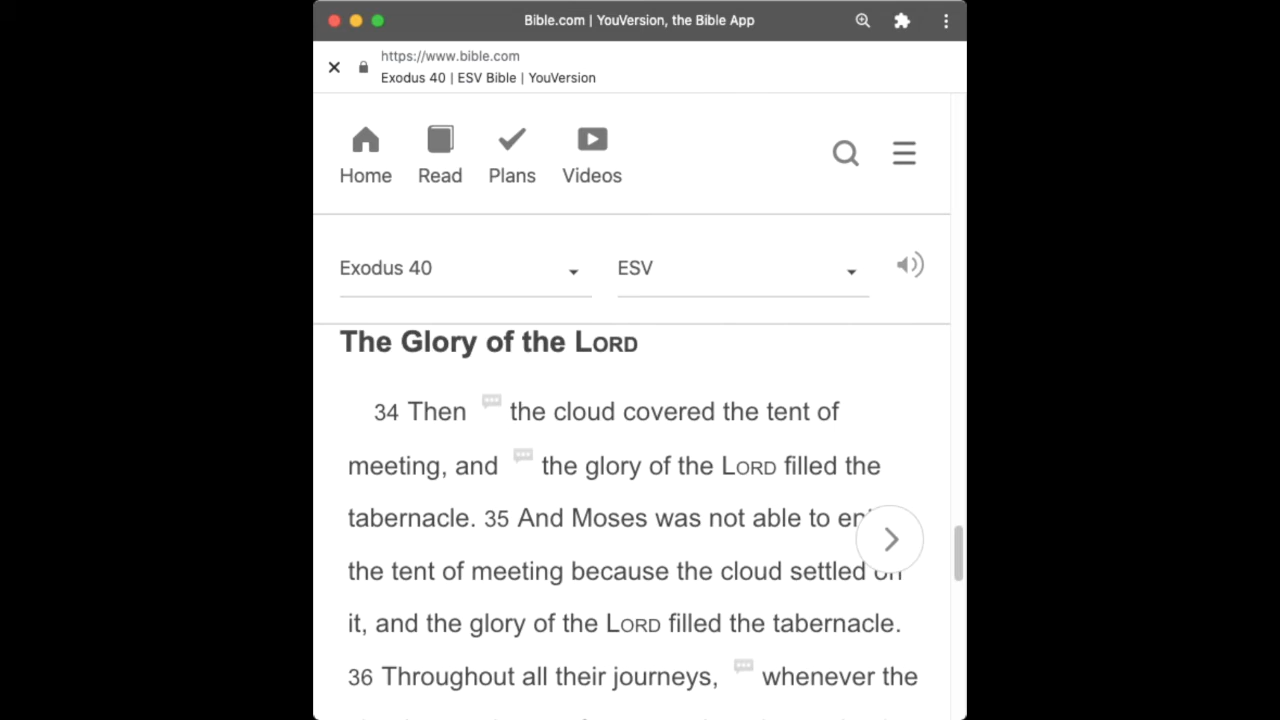 Bible.com | YouVersion, the Bible App
https://www.bible.com
Exodus 40 | ESV Bible | YouVersion
Home Read Plans Videos
Exodus 40 ESV
The Glory of the LORD
34 Then the cloud covered the tent of
meeting, and the glory of the LORD filled the
tabernacle. 35 And Moses was not able to
the tent of meeting because the cloud settled on
it, and the glory of the LORD filled the tabernacle.
36 Throughout all their journeys, whenever the